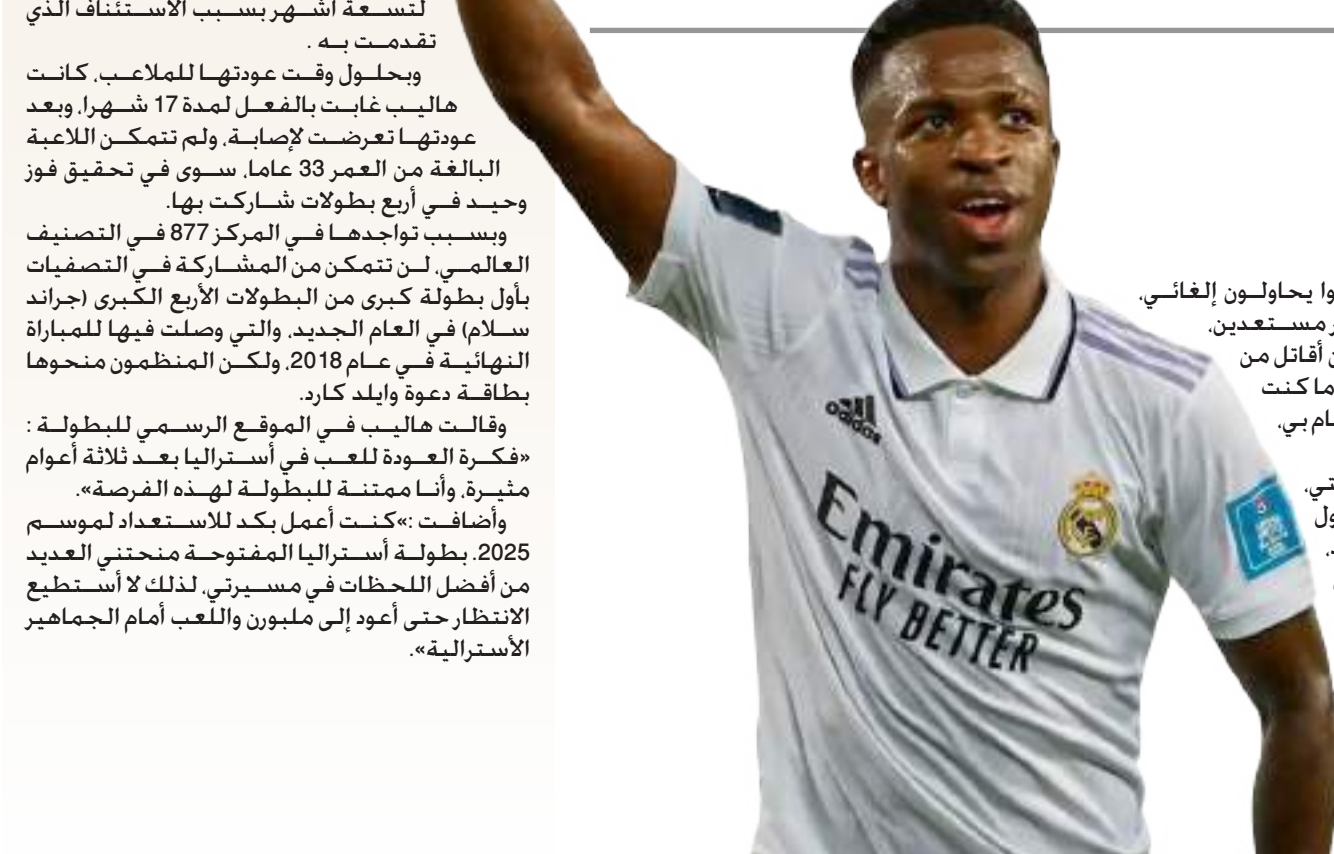 لتسعة أشهر بسبب الاستئناف الذي
تقدمت به .
وبحلول وقت عودتها للملاعب، كانت
هاليب غابت بالفعل لمدة 17 شهرا، وبعد
عودتها تعرضت لإصابة، ولم تتمكن اللاعبة
البالغة من العمر 33 عاما، سوى في تحقيق فوز
وحيد في أربع بطولات شاركت بها.
وبسبب تواجدها في المركز 877 في التصنيف
العالمي، لن تتمكن من المشاركة في التصفيات
بأول بطولة كبرى من البطولات الأربع الكبرى (جراند
سلام) في العام الجديد، والتي وصلت فيها للمباراة
النهائية في عام 2018، ولكن المنظمون منحوها
بطاقة دعوة وايلد كارد.
وقالت هاليب في الموقع الرسمي للبطولة :
«فكرة العودة للعب في أستراليا بعد ثلاثة أعوام
مثيرة، وأنا ممتنة للبطولة لهذه الفرصة».
وأضافت :»كنت أعمل بكد للاستعداد لموسم
2025. بطولة أستراليا المفتوحة منحتني العديد
من أفضل اللحظات في مسيرتي، لذلك لا أستطيع
الانتظار حتى أعود إلى ملبورن واللعب أمام الجماهير
الأسترالية».
وا يحاولون إلغائي،
ر مستعدين،
ن أقاتل من
ما كنت
ام بي،
تي،
ول
adidas
Emirates
FLY BETTER